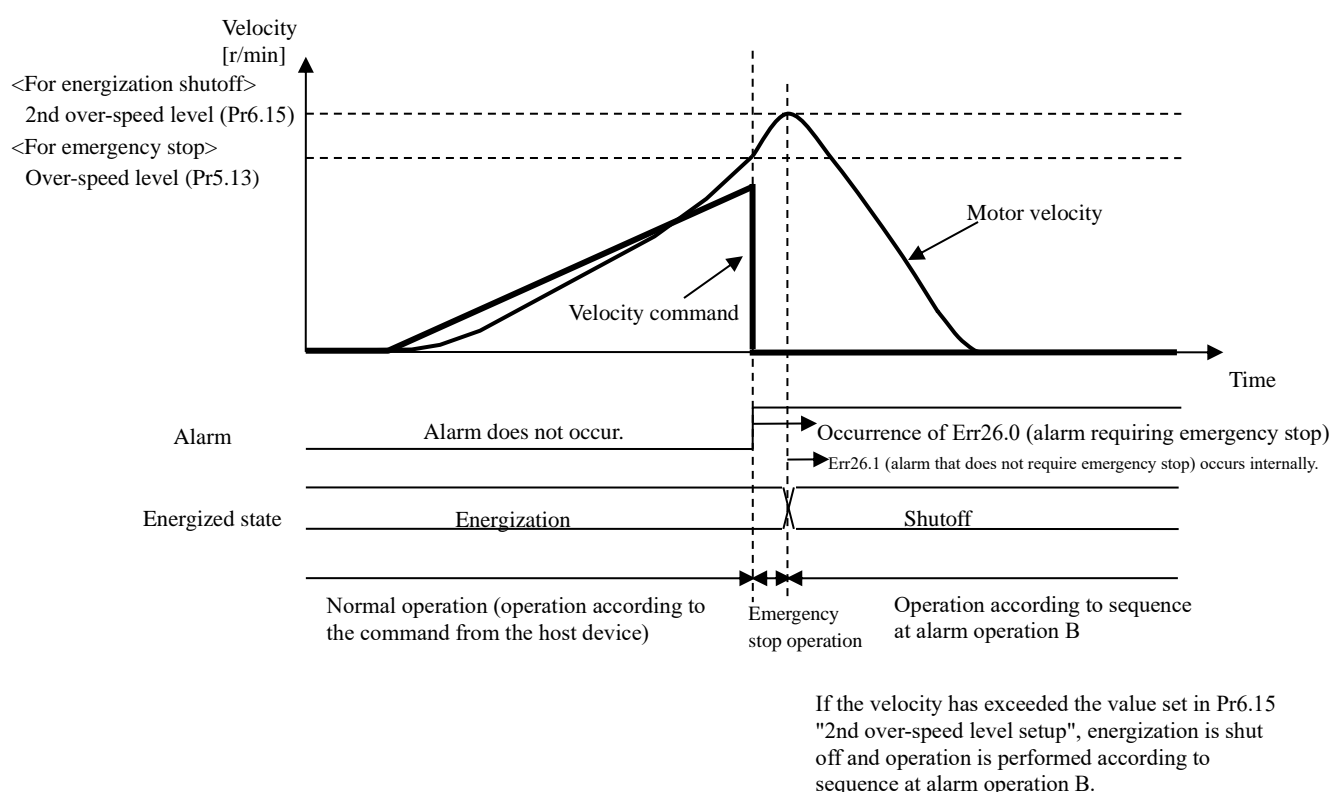 Velocity
[r/min]
<For energization shutoff>
2nd over-speed level (Pr6.15)
<For emergency stop>
Over-speed level (Pr5.13)
Motor velocity
Velocity command
Time
Alarm
Alarm does not occur.
Occurrence of Err26.0 (alarm requiring emergency stop)
Err26.1 (alarm that does not require emergency stop) occurs internally.
Energized state
Energization
Shutoff
Normal operation (operation according to
the command from the host device)
Emergency
stop operation
Operation according to sequence
at alarm operation B
If the velocity has exceeded the value set in Pr6.15
"2nd over-speed level setup", energization is shut
off and operation is performed according to
sequence at alarm operation B.